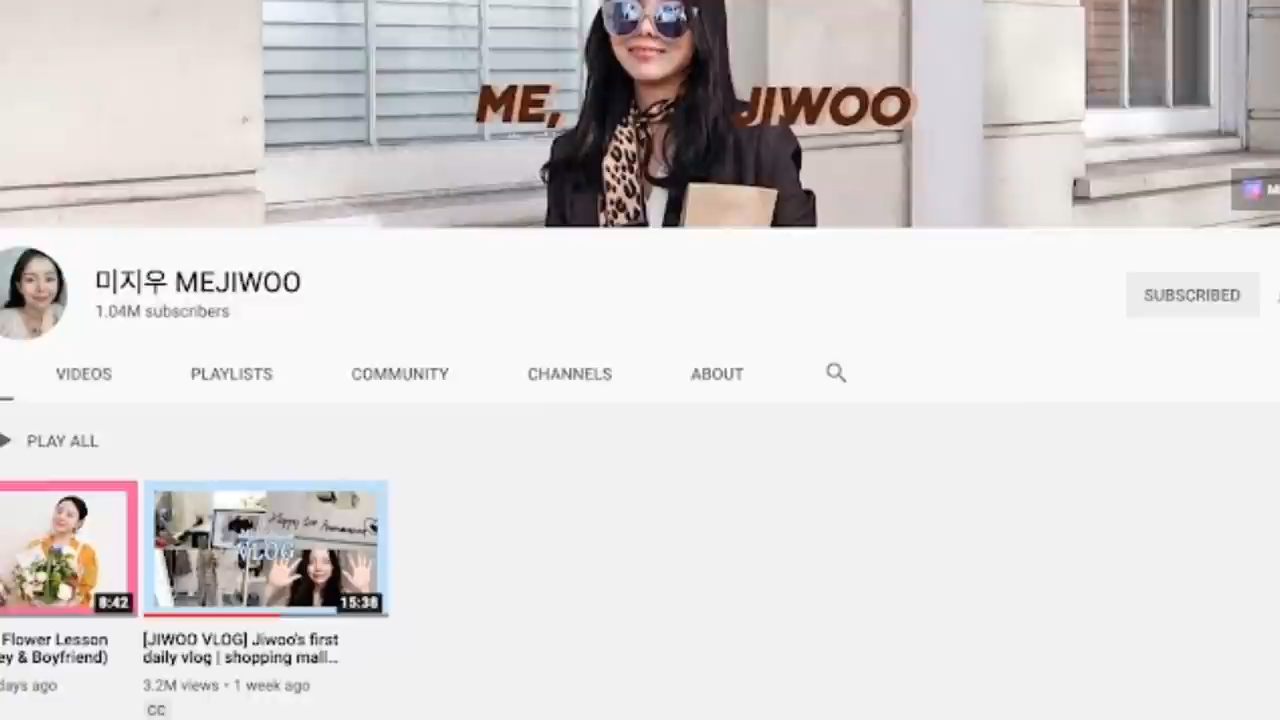 ME, JIWOO
미지우 MEJIWOO
1.04M subscribers
SUBSCRIBED
VIDEOS PLAYLISTS COMMUNITY CHANNELS ABOUT
PLAY ALL
8:42
VLOG
15:38
Flower Lesson
ey & Boyfriend)
days ago
[JIWOO VLOG] Jiwoo's first
daily vlog | shopping mall...
3.2M views • 1 week ago
CC